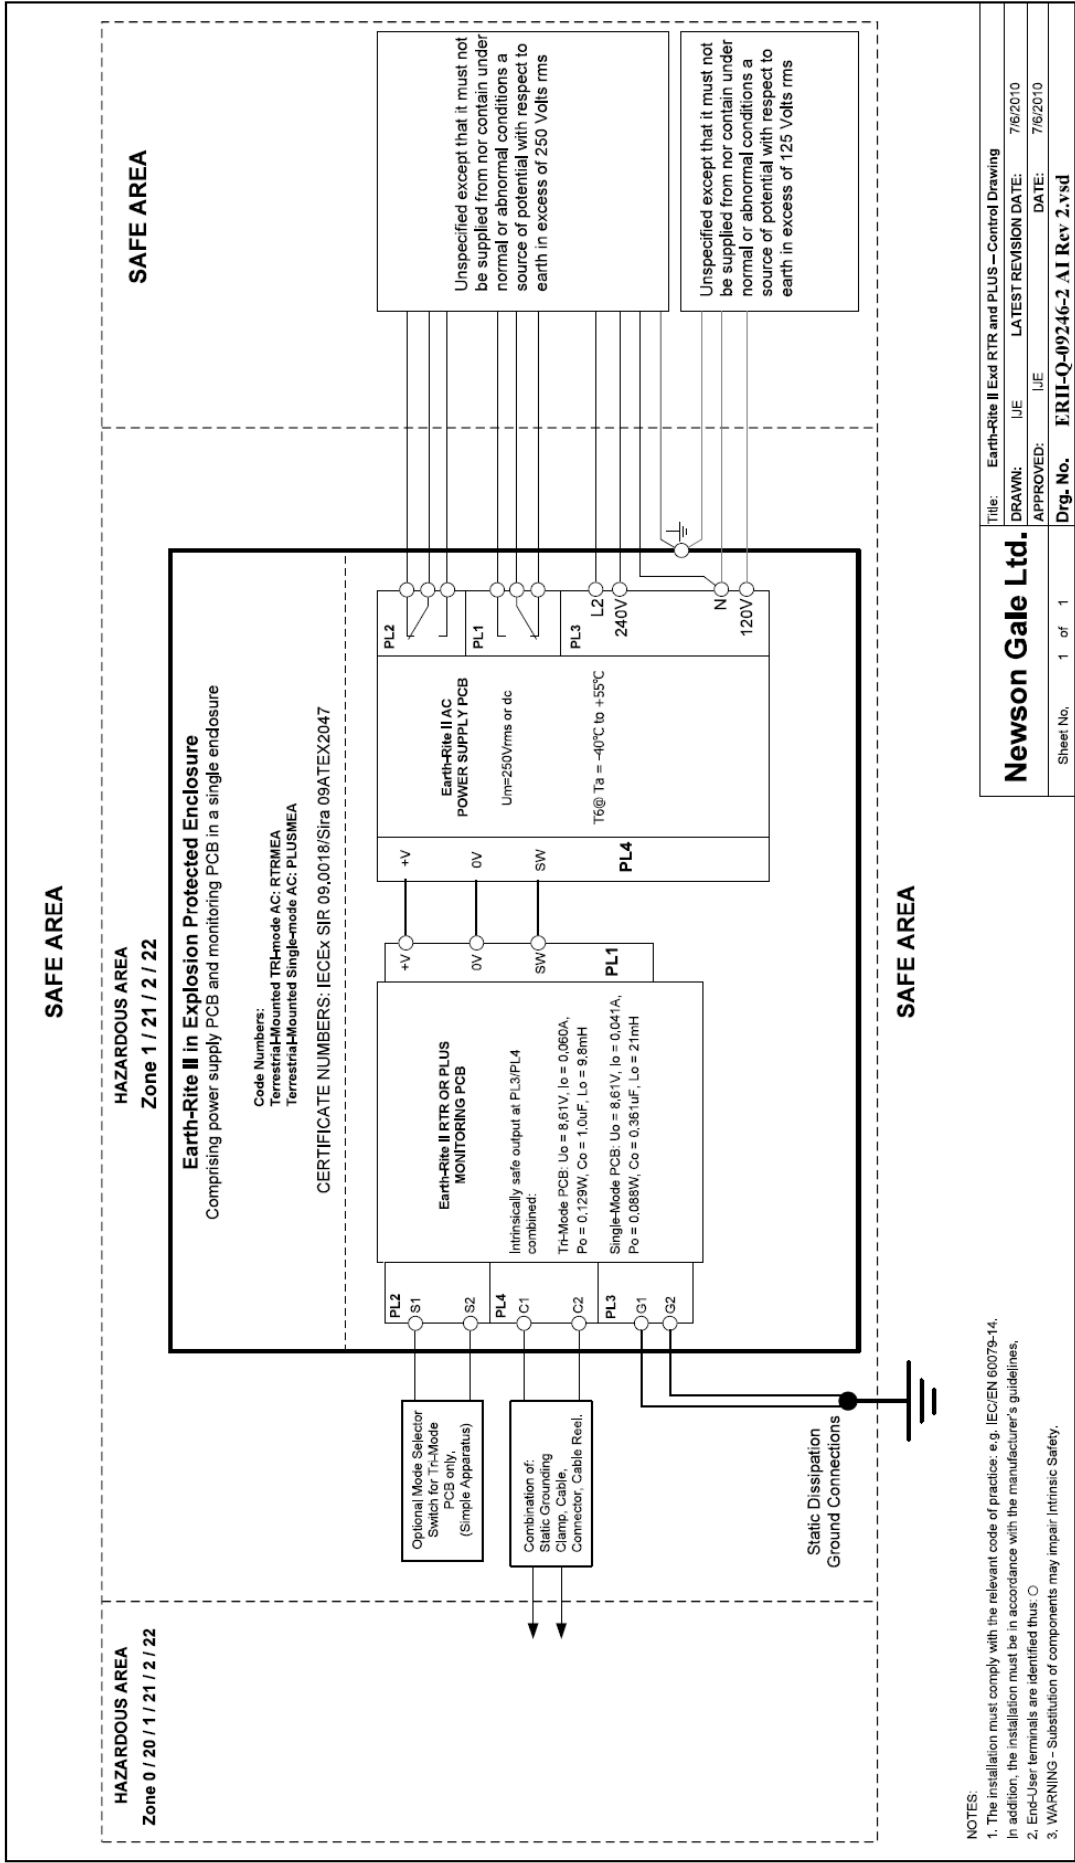 SAFE AREA
HAZARDOUS AREA
Zone 0 / 20 / 1 / 21 / 2 / 22
HAZARDOUS AREA
Zone 1 / 21 / 2 / 22
SAFE AREA
Earth-Rite II in Explosion Protected Enclosure
Comprising power supply PCB and monitoring PCB in a single enclosure
Code Numbers:
Terrestrial-Mounted TRI-mode AC: RTRMEA
Terrestrial-Mounted Single-mode AC: PLUSMEA
CERTIFICATE NUMBERS: IECEx SIR 09.0018/Sira 09ATEX2047
Optional Mode Selector
Switch for Tri-Mode
PCB only.
(Simple Apparatus)
Combination of:
Static Grounding
Clamp, Cable,
Connector, Cable Reel.
Static Dissipation
Ground Connections
PL2
S1
S2
PL4
C1
C2
PL3
G1
G2
Earth-Rite II RTR OR PLUS
MONITORING PCB
Intrinsically safe output at PL3/PL4
combined:
Tri-Mode PCB: Uo = 8.61V, Io = 0.060A,
Po = 0.129W, Co = 1.0uF, Lo = 9.8mH
Single-Mode PCB: Uo = 8.61V, Io = 0.041A,
Po = 0.088W, Co = 0.361uF, Lo = 21mH
+V
0V
SW
PL1
+V
0V
SW
PL4
Earth-Rite II AC
POWER SUPPLY PCB
Um=250Vrms or dc
T6@ Ta = -40°C to +55°C
PL2
PL1
PL3
L2
240V
N
120V
Unspecified except that it must not
be supplied from nor contain under
normal or abnormal conditions a
source of potential with respect to
earth in excess of 250 Volts rms
Unspecified except that it must not
be supplied from nor contain under
normal or abnormal conditions a
source of potential with respect to
earth in excess of 125 Volts rms
SAFE AREA
NOTES:
1. The installation must comply with the relevant code of practice: e.g. IEC/EN 60079-14.
In addition, the installation must be in accordance with the manufacturer's guidelines.
2. End-User terminals are identified thus: O
3. WARNING – Substitution of components may impair Intrinsic Safety.
Newson Gale Ltd.
Sheet No. 1 of 1
Title: Earth-Rite II Exd RTR and PLUS – Control Drawing
DRAWN: IJE LATEST REVISION DATE: 7/6/2010
APPROVED: IJE DATE: 7/6/2010
Drg. No. ERII-Q-09246-2 AI Rev 2.vsd